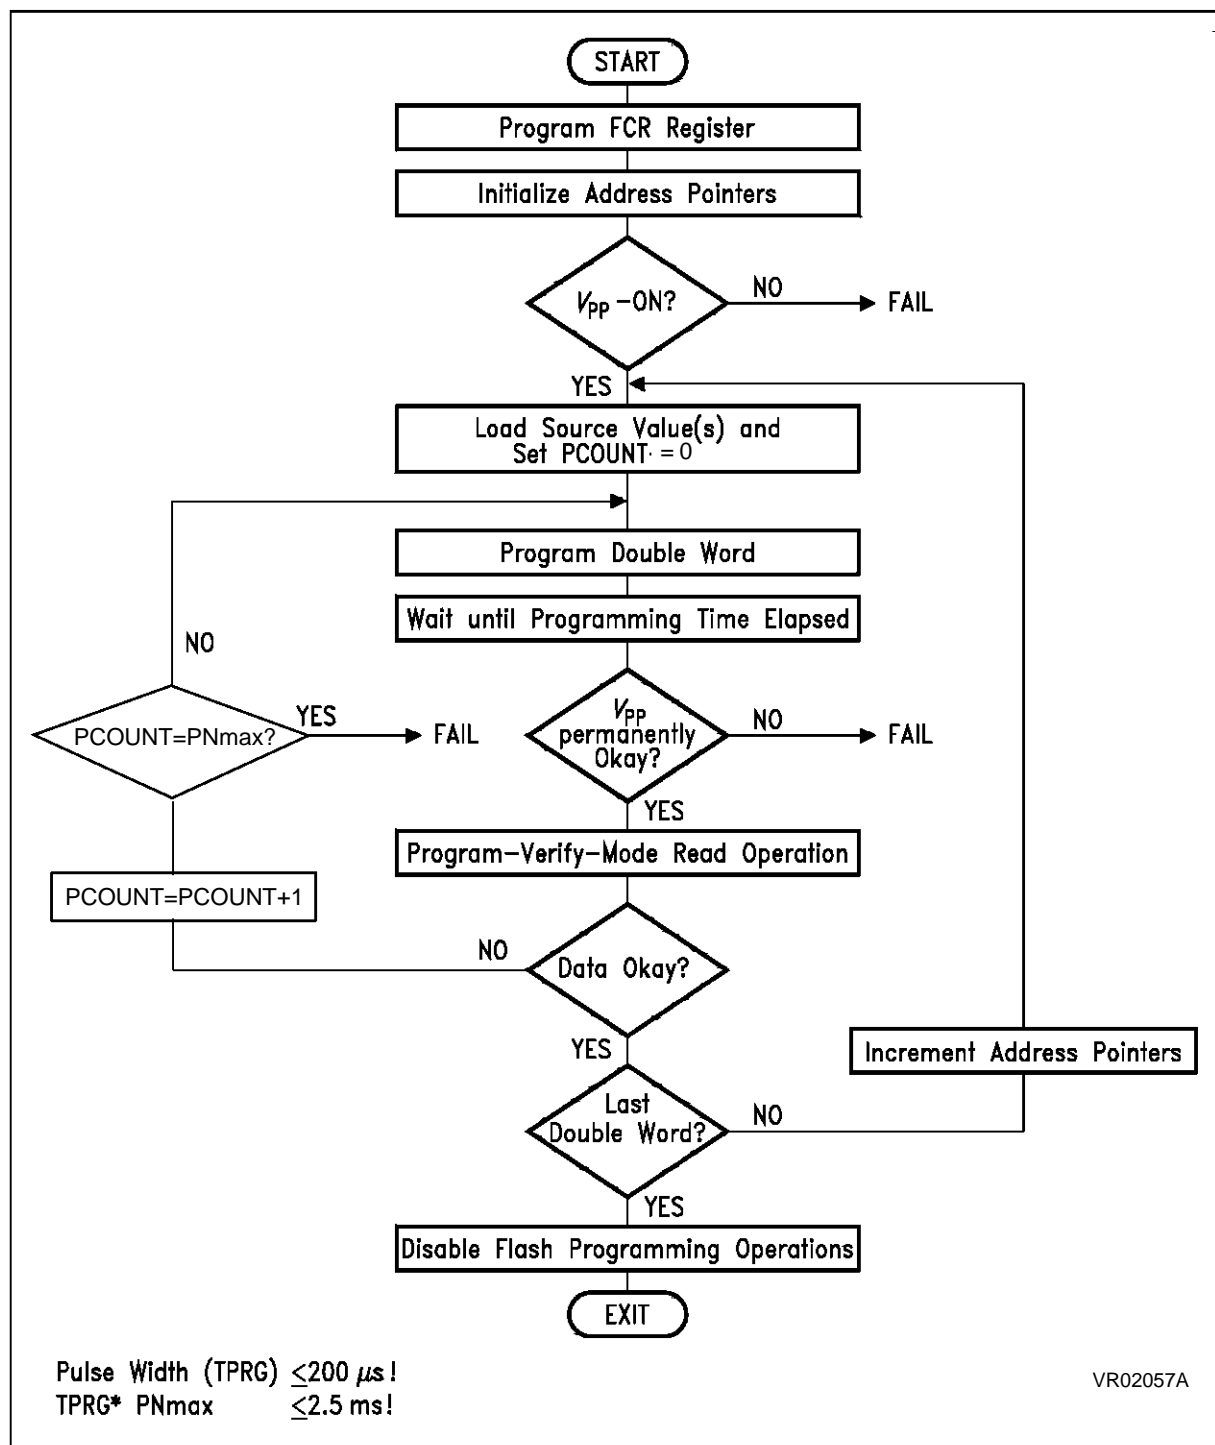 START
Program FCR Register
Initialize Address Pointers
VPP-ON?
NO
FAIL
YES
Load Source Value(s) and
Set PCOUNT = 0
Program Double Word
Wait until Programming Time Elapsed
NO
PCOUNT=PNmax?
YES
FAIL
VPP
permanently
Okay?
NO
FAIL
YES
Program-Verify-Mode Read Operation
PCOUNT=PCOUNT+1
NO
Data Okay?
YES
Increment Address Pointers
Last
Double Word?
NO
YES
Disable Flash Programming Operations
EXIT
Pulse Width (TPRG) ≤200 µs!
TPRG* PNmax ≤2.5 ms!
VR02057A